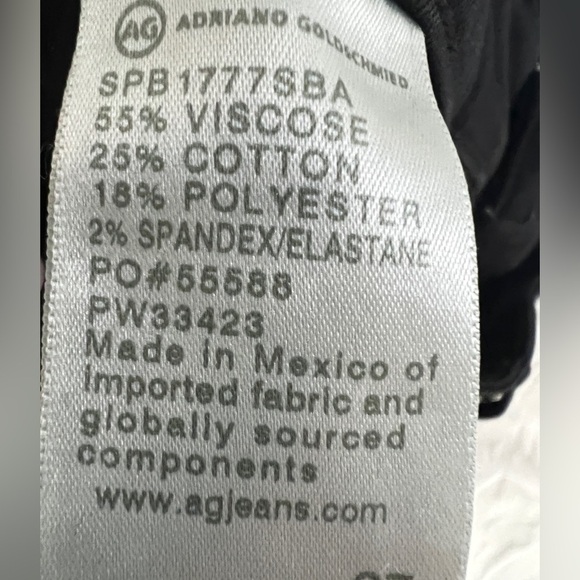 AG ADRIANO GOLDSCHMIED
SPB1777SBA
55% VISCOSE
25% COTTON
18% POLYESTER
2% SPANDEX/ELASTANE
PO#55588
PW33423
Made in Mexico of
imported fabric and
globally sourced
components
www.agjeans.com